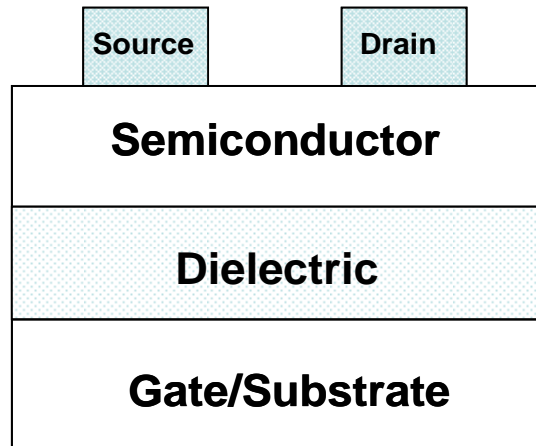 Source
Drain
Semiconductor
Dielectric
Gate/Substrate